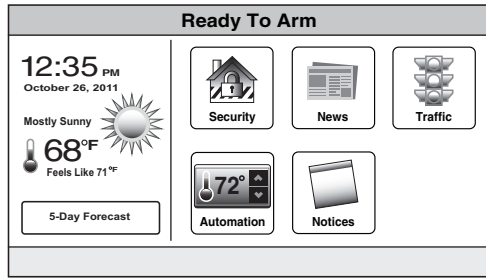 Ready To Arm
12:35 PM
October 26, 2011
Mostly Sunny
68°F
Feels Like 71°F
5-Day Forecast
Security
News
Traffic
72°
Automation
Notices